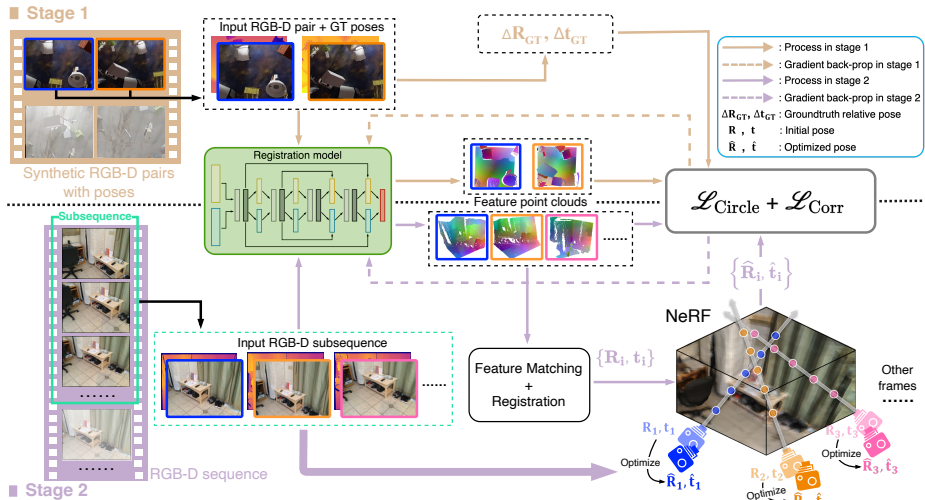 Stage 1
Input RGB-D pair + GT poses
ΔR_GT, Δt_GT
: Process in stage 1
: Gradient back-prop in stage 1
: Process in stage 2
: Gradient back-prop in stage 2
ΔR_GT, Δt_GT : Groundtruth relative pose
R , t : Initial pose
R̂ , t̂ : Optimized pose
Synthetic RGB-D pairs
with poses
Registration model
Feature point clouds
ℒ_Circle + ℒ_Corr
Subsequence
......
......
RGB-D sequence
Stage 2
Input RGB-D subsequence
......
Feature Matching
+
Registration
{R_i, t_i}
{R̂_i, t̂_i}
NeRF
Other
frames
......
R_1, t_1
Optimize
R̂_1, t̂_1
R_2, t_2
Optimize
R_3, t_3
Optimize
R̂_3, t̂_3